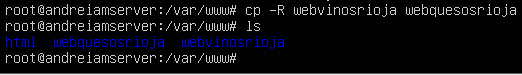 root@andreiamserver:/var/www# cp -R webvinosrioja webquesosrioja
root@andreiamserver:/var/www# ls
html  webquesosrioja  webvinosrioja
root@andreiamserver:/var/www#